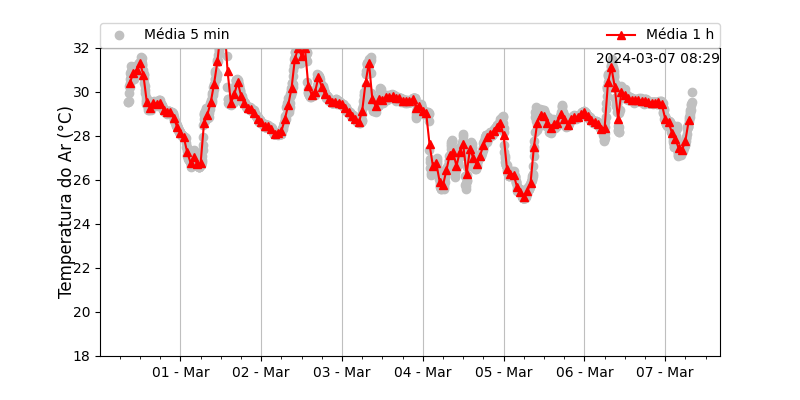 Média 5 min
Média 1 h
2024-03-07 08:29
Temperatura do Ar (°C)
32
30
28
26
24
22
20
18
01 - Mar
02 - Mar
03 - Mar
04 - Mar
05 - Mar
06 - Mar
07 - Mar